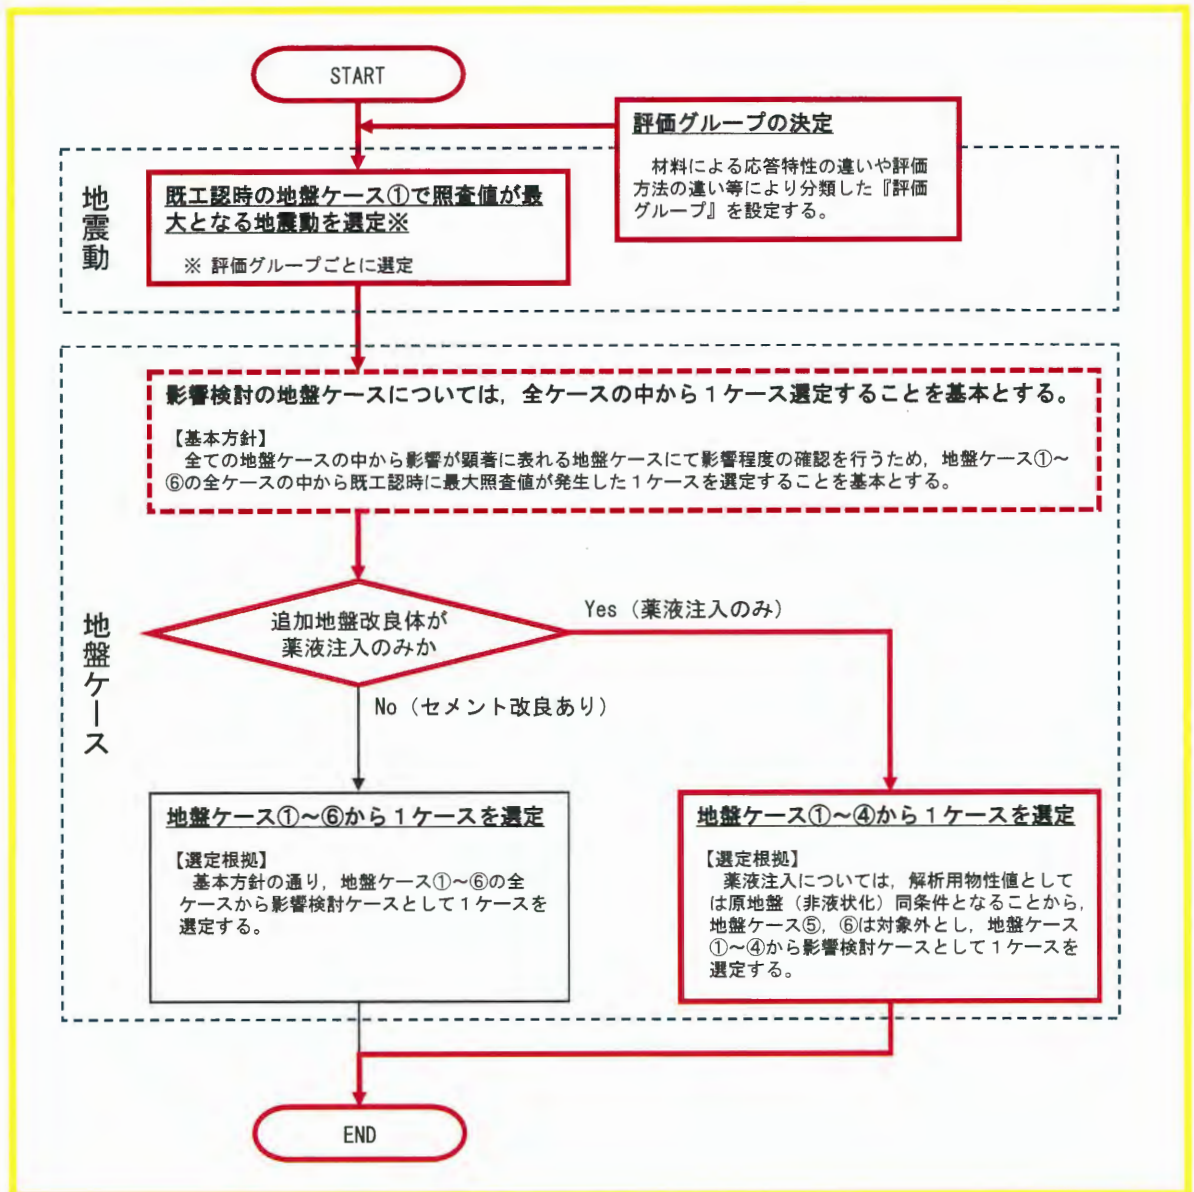 START
評価グループの決定
材料による応答特性の違いや評価
方法の違い等により分類した『評価
グループ』を設定する。
地震動
既工認時の地盤ケース①で照査値が最
大となる地震動を選定※
※ 評価グループごとに選定
地盤ケース
影響検討の地盤ケースについては，全ケースの中から１ケース選定することを基本とする。
【基本方針】
全ての地盤ケースの中から影響が顕著に表れる地盤ケースにて影響程度の確認を行うため，地盤ケース①～
⑥の全ケースの中から既工認時に最大照査値が発生した１ケースを選定することを基本とする。
追加地盤改良体が
薬液注入のみか
Yes（薬液注入のみ）
No（セメント改良あり）
地盤ケース①～⑥から１ケースを選定
【選定根拠】
基本方針の通り，地盤ケース①～⑥の全
ケースから影響検討ケースとして１ケースを
選定する。
地盤ケース①～④から１ケースを選定
【選定根拠】
薬液注入については，解析用物性値として
は原地盤（非液状化）同条件となることから，
地盤ケース⑤，⑥は対象外とし，地盤ケース
①～④から影響検討ケースとして１ケースを
選定する。
END